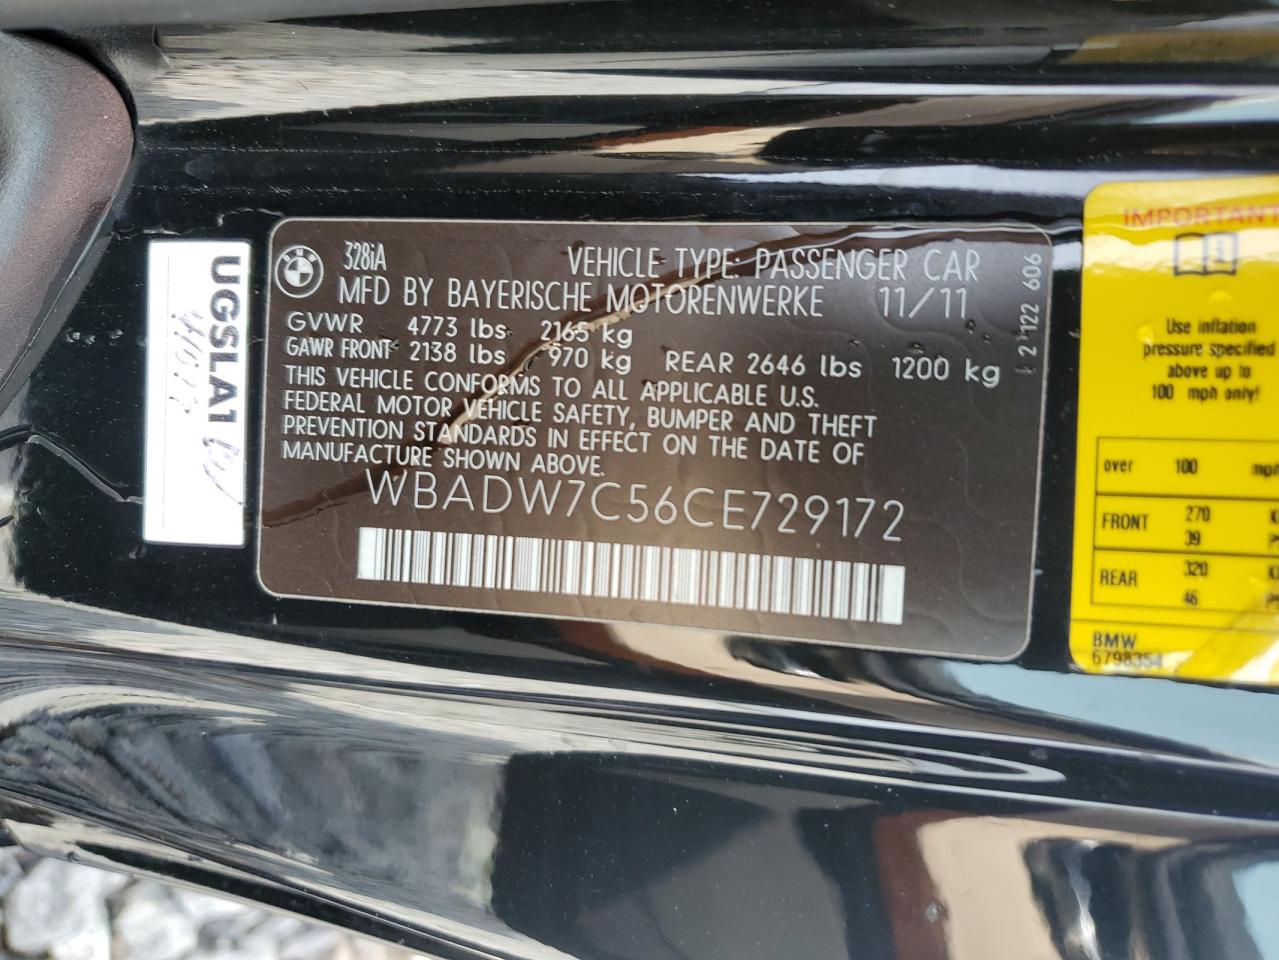 BMW
328iA VEHICLE TYPE: PASSENGER CAR
MFD BY BAYERISCHE MOTORENWERKE 11/11
GVWR 4773 lbs 2165 kg
GAWR FRONT 2138 lbs 970 kg REAR 2646 lbs 1200 kg
THIS VEHICLE CONFORMS TO ALL APPLICABLE U.S.
FEDERAL MOTOR VEHICLE SAFETY, BUMPER AND THEFT
PREVENTION STANDARDS IN EFFECT ON THE DATE OF
MANUFACTURE SHOWN ABOVE.
WBADW7C56CE729172
2 122 606
UGSLA1
IMPORTANT
Use inflation
pressure specified
above up to
100 mph only!
over 100 mph
FRONT 270
39
REAR 320
46
BMW
6798354